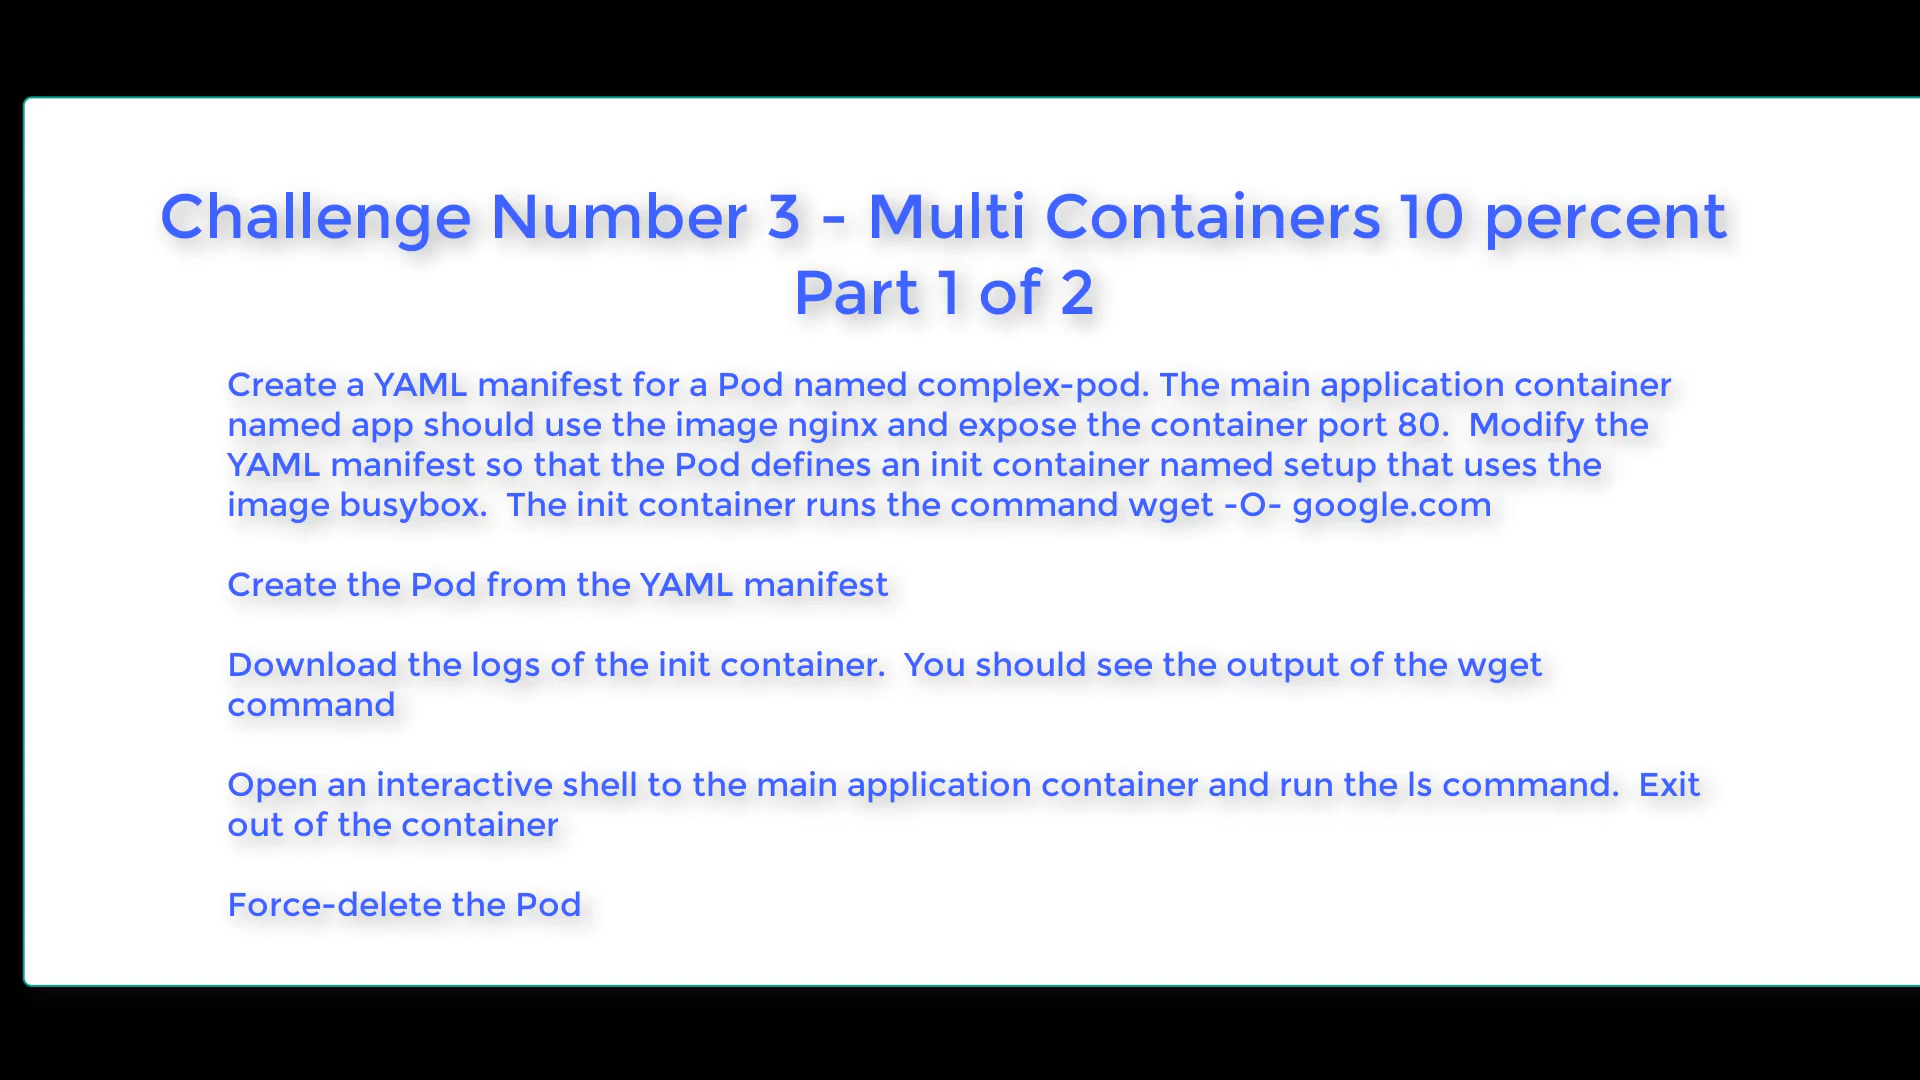 Challenge Number 3 - Multi Containers 10 percent
Part 1 of 2
Create a YAML manifest for a Pod named complex-pod. The main application container
named app should use the image nginx and expose the container port 80.  Modify the
YAML manifest so that the Pod defines an init container named setup that uses the
image busybox.  The init container runs the command wget -O- google.com
Create the Pod from the YAML manifest
Download the logs of the init container.  You should see the output of the wget
command
Open an interactive shell to the main application container and run the ls command.  Exit
out of the container
Force-delete the Pod